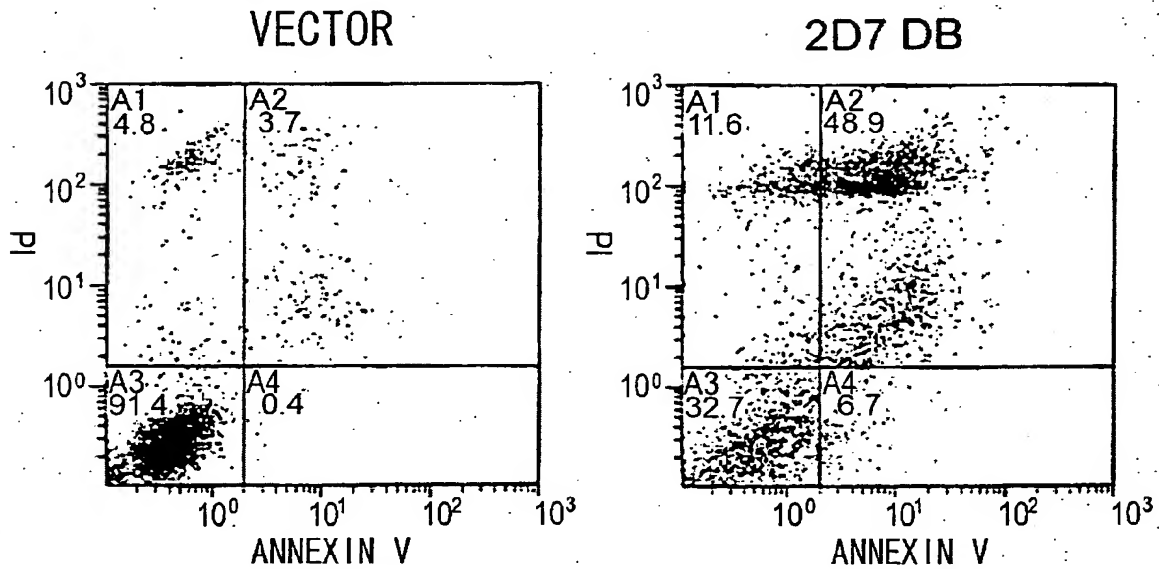 VECTOR
10³
A1
4.8
A2
3.7
10²
PI
10¹
10⁰
A3
91.4
A4
0.4
10⁰
10¹
10²
10³
ANNEXIN V
2D7 DB
10³
A1
11.6
A2
48.9
10²
PI
10¹
10⁰
A3
32.7
A4
6.7
10⁰
10¹
10²
10³
ANNEXIN V